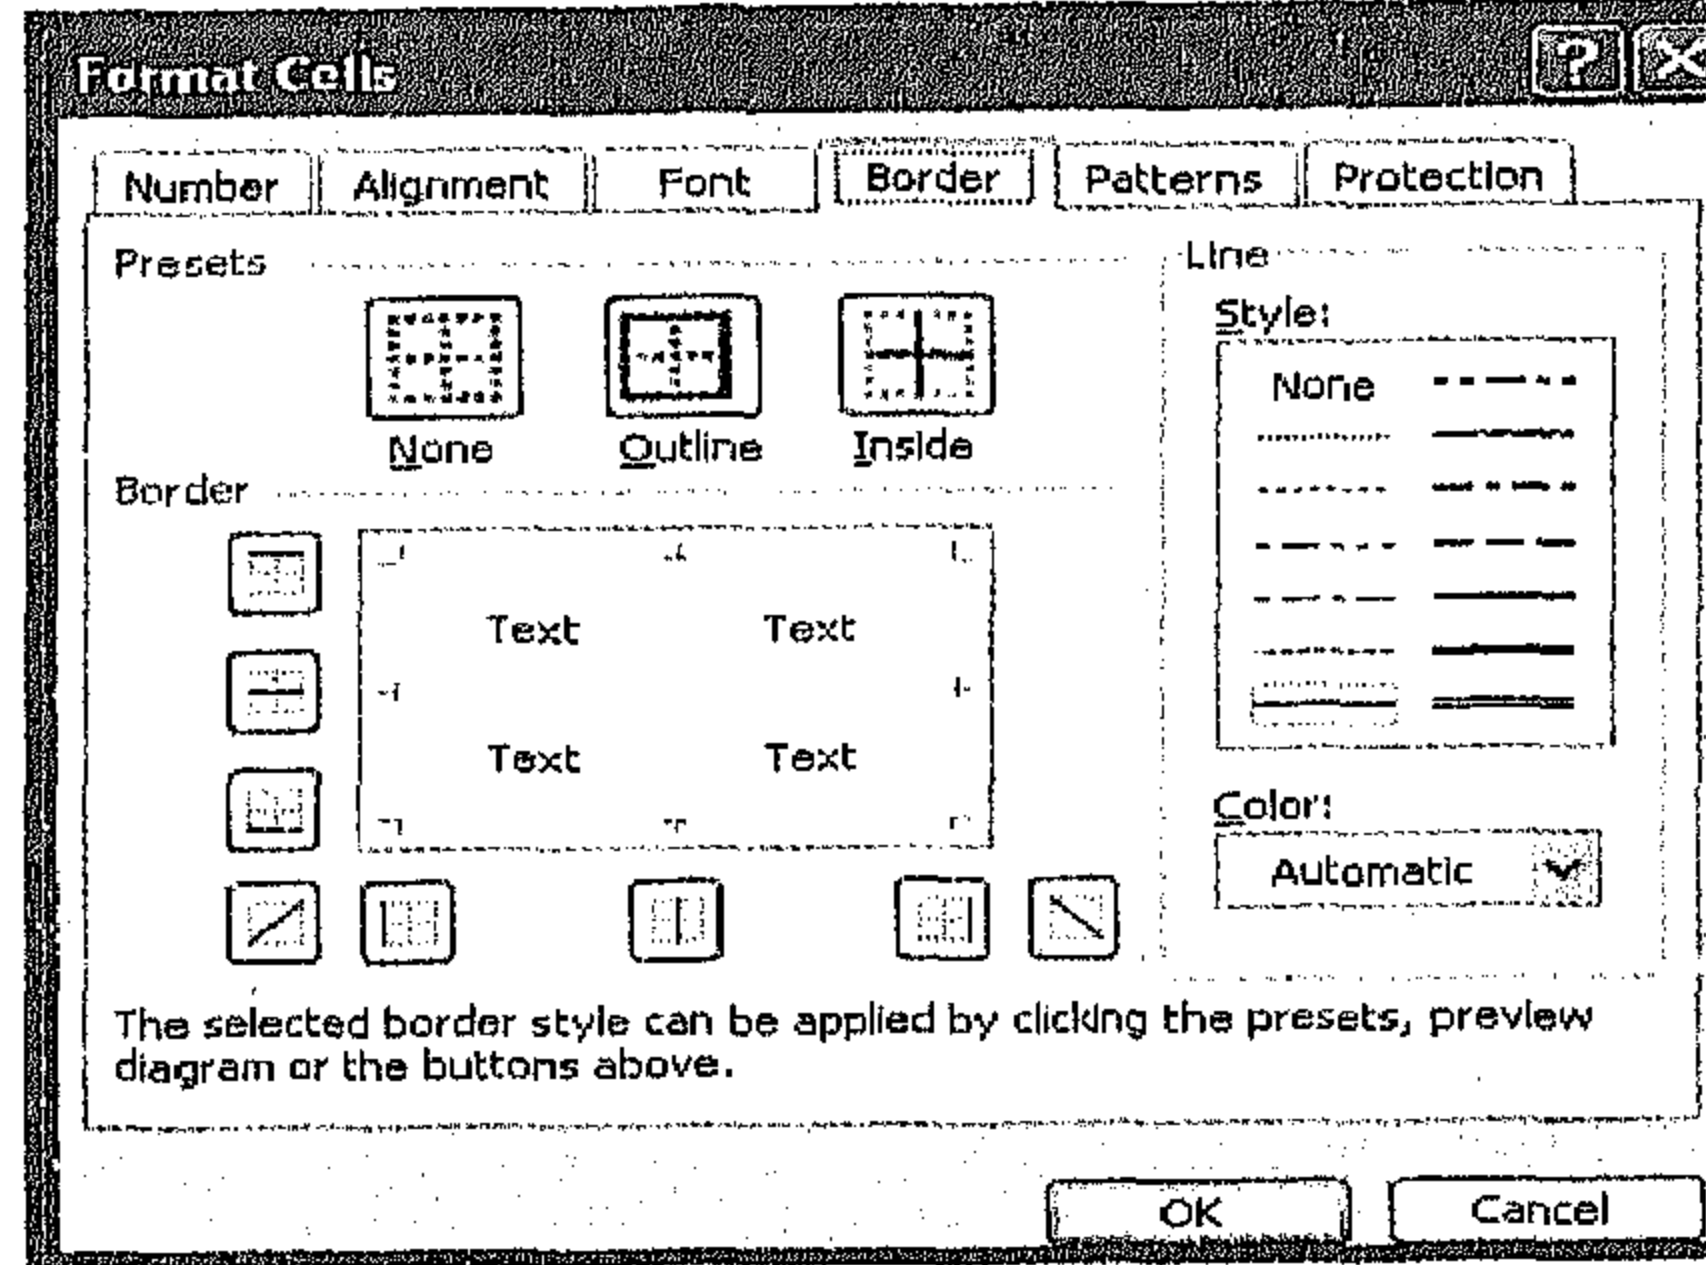 Format Cells
Number Alignment Font Border Patterns Protection
Presets
None Outline Inside
Border
Text Text
Text Text
Line
Style:
None
Color:
Automatic
The selected border style can be applied by clicking the presets, preview
diagram or the buttons above.
OK Cancel